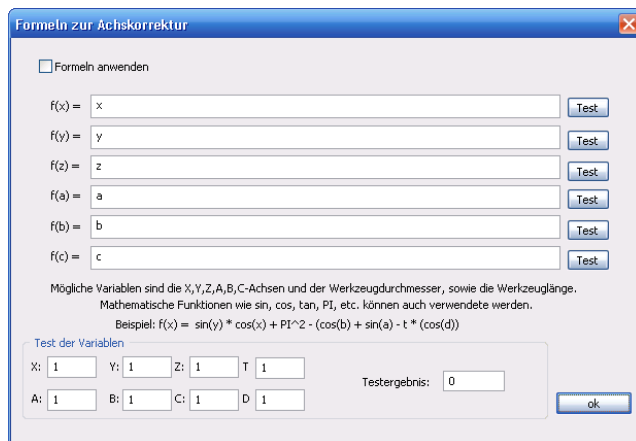 Formeln zur Achskorrektur
Formeln anwenden
f(x) = x Test
f(y) = y Test
f(z) = z Test
f(a) = a Test
f(b) = b Test
f(c) = c Test
Mögliche Variablen sind die X,Y,Z,A,B,C-Achsen und der Werkzeugdurchmesser, sowie die Werkzeuglänge.
Mathematische Funktionen wie sin, cos, tan, PI, etc. können auch verwendete werden.
Beispiel: f(x) = sin(y) * cos(x) + PI^2 - (cos(b) + sin(a) - t * (cos(d))
Test der Variablen
X: 1 Y: 1 Z: 1 T 1
Testergebnis: 0
A: 1 B: 1 C: 1 D 1
ok